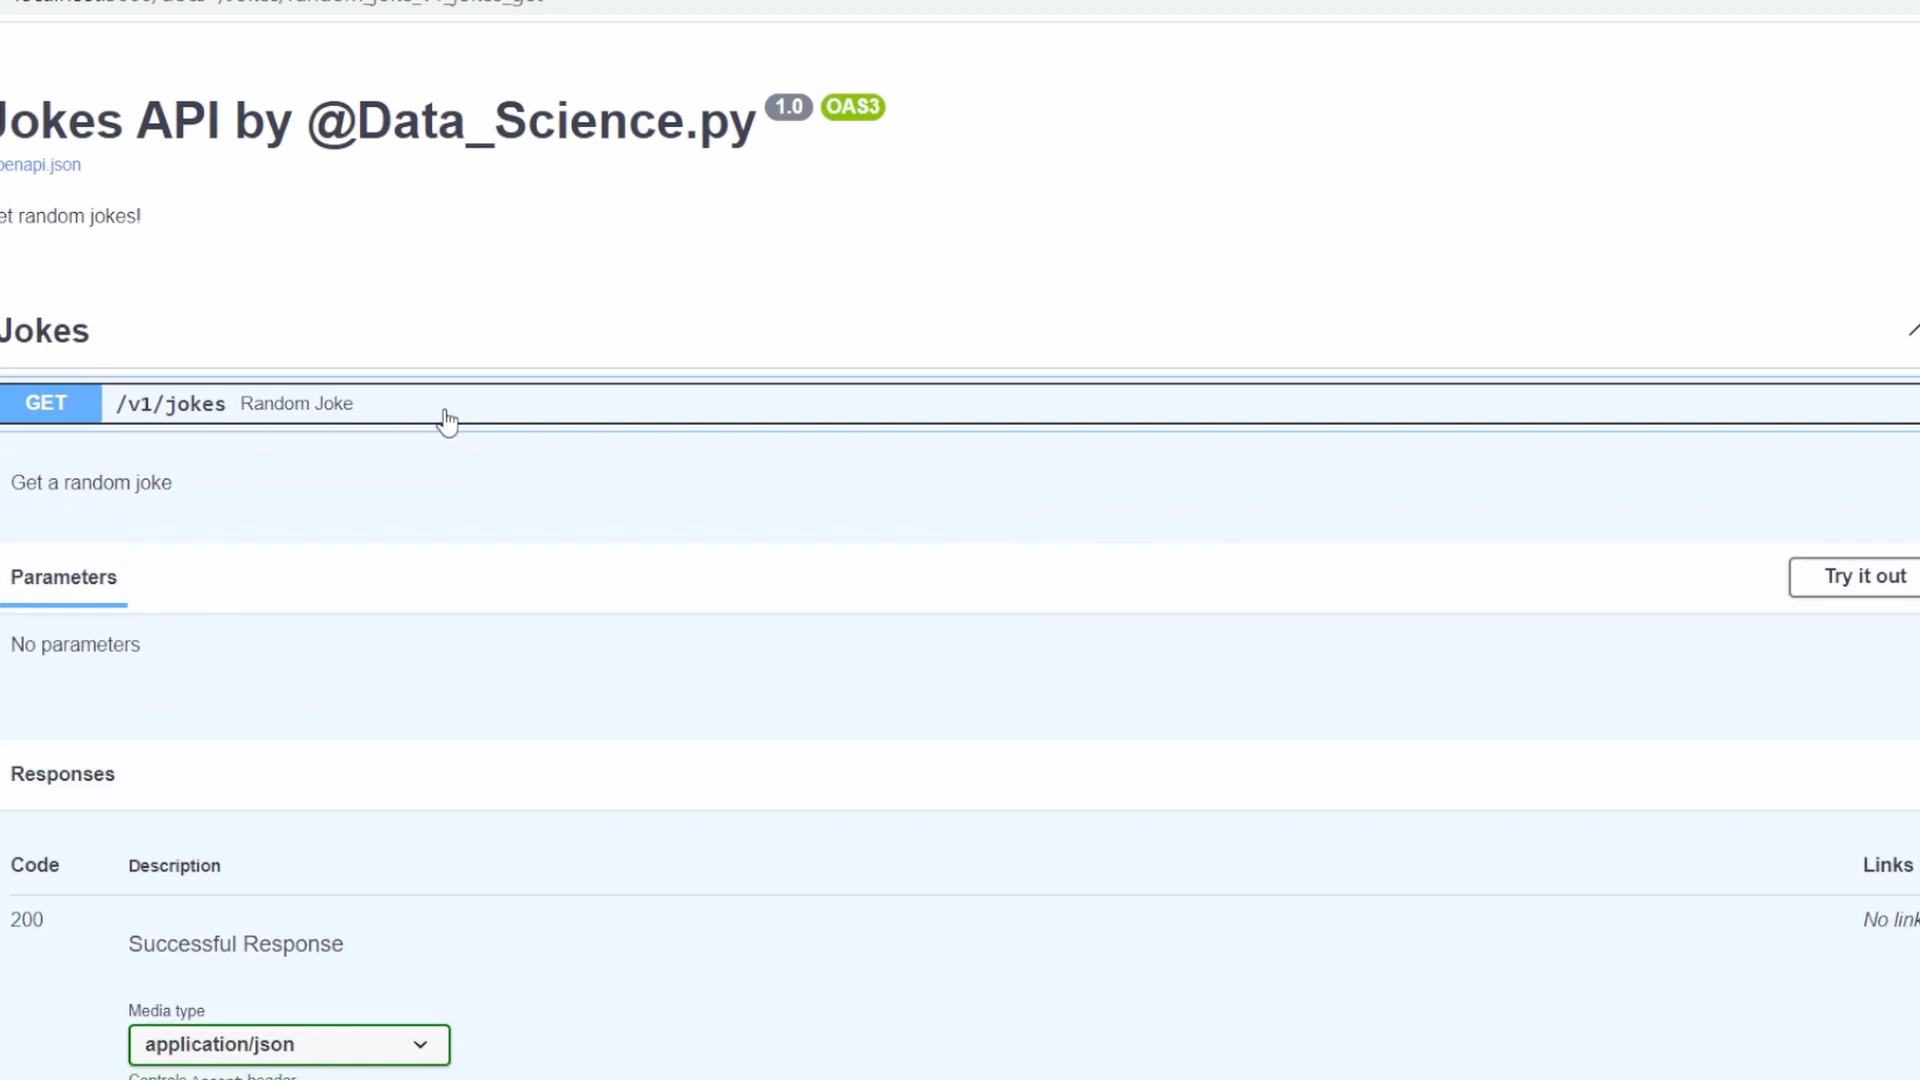 Jokes API by @Data_Science.py 1.0 OAS3
penapi.json
et random jokes!
Jokes
GET /v1/jokes Random Joke
Get a random joke
Parameters
Try it out
No parameters
Responses
Code Description Links
200 No link
Successful Response
Media type
application/json